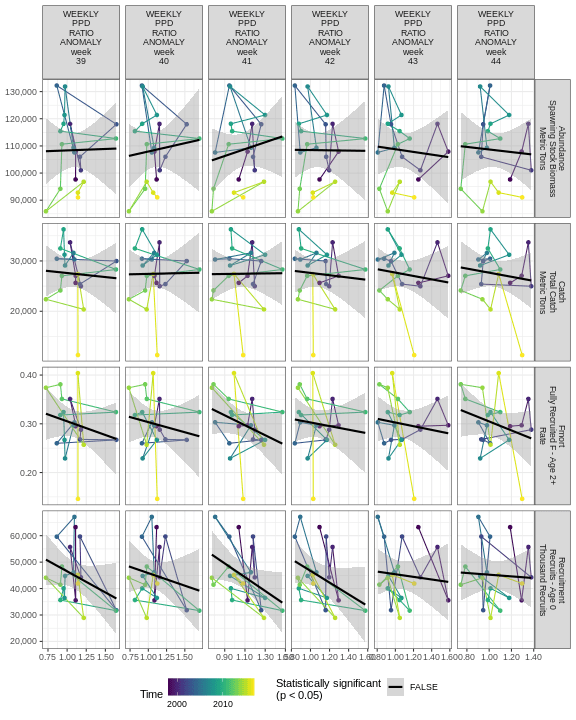 WEEKLY
PPD
RATIO
ANOMALY
week
39
WEEKLY
PPD
RATIO
ANOMALY
week
40
WEEKLY
PPD
RATIO
ANOMALY
week
41
WEEKLY
PPD
RATIO
ANOMALY
week
42
WEEKLY
PPD
RATIO
ANOMALY
week
43
WEEKLY
PPD
RATIO
ANOMALY
week
44
130,000
120,000
110,000
100,000
90,000
Abundance
Spawning Stock Biomass
Metric Tons
30,000
20,000
Catch
Total Catch
Metric Tons
0.40
0.30
0.20
Fmort
Fully Recruited F - Age 2+
Rate
60,000
50,000
40,000
30,000
20,000
Recruitment
Recruits - Age 0
Thousand Recruits
0.75 1.00 1.25 1.50
0.75 1.00 1.25 1.50
0.90 1.10 1.30
0.80 1.00 1.20 1.40 1.60
0.80 1.00 1.20 1.40 1.60
0.80 1.00 1.20 1.40
Time
2000 2010
Statistically significant
(p < 0.05)
FALSE